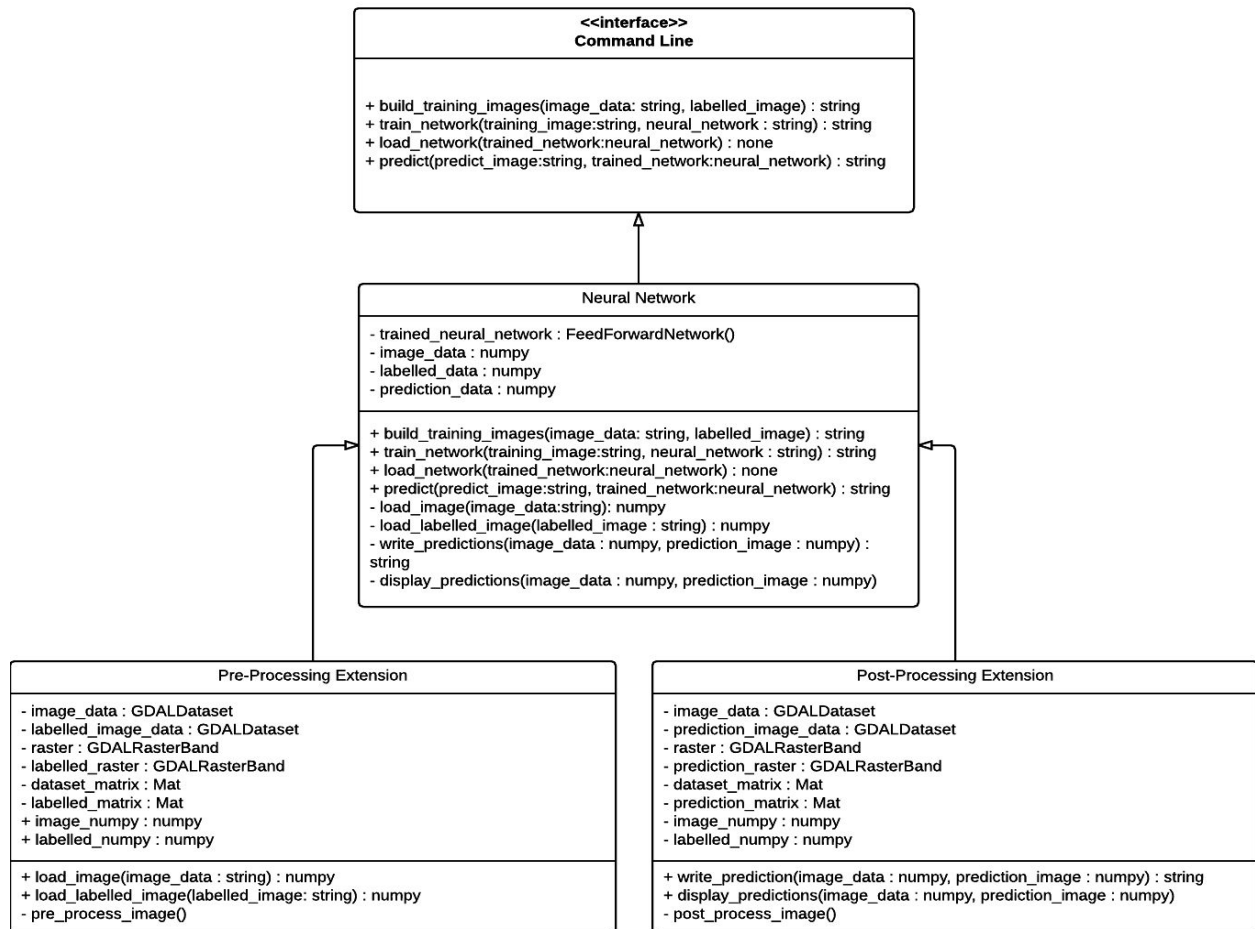 <<interface>>
Command Line
+ build_training_images(image_data: string, labelled_image) : string
+ train_network(training_image:string, neural_network : string) : string
+ load_network(trained_network:neural_network) : none
+ predict(predict_image:string, trained_network:neural_network) : string
Neural Network
- trained_neural_network : FeedForwardNetwork()
- image_data : numpy
- labelled_data : numpy
- prediction_data : numpy
+ build_training_images(image_data: string, labelled_image) : string
+ train_network(training_image:string, neural_network : string) : string
+ load_network(trained_network:neural_network) : none
+ predict(predict_image:string, trained_network:neural_network) : string
- load_image(image_data:string): numpy
- load_labelled_image(labelled_image : string) : numpy
- write_predictions(image_data : numpy, prediction_image : numpy) :
string
- display_predictions(image_data : numpy, prediction_image : numpy)
Pre-Processing Extension
- image_data : GDALDataset
- labelled_image_data : GDALDataset
- raster : GDALRasterBand
- labelled_raster : GDALRasterBand
- dataset_matrix : Mat
- labelled_matrix : Mat
+ image_numpy : numpy
+ labelled_numpy : numpy
+ load_image(image_data : string) : numpy
+ load_labelled_image(labelled_image: string) : numpy
- pre_process_image()
Post-Processing Extension
- image_data : GDALDataset
- prediction_image_data : GDALDataset
- raster : GDALRasterBand
- prediction_raster : GDALRasterBand
- dataset_matrix : Mat
- prediction_matrix : Mat
- image_numpy : numpy
- labelled_numpy : numpy
+ write_prediction(image_data : numpy, prediction_image : numpy) : string
+ display_predictions(image_data : numpy, prediction_image : numpy)
- post_process_image()